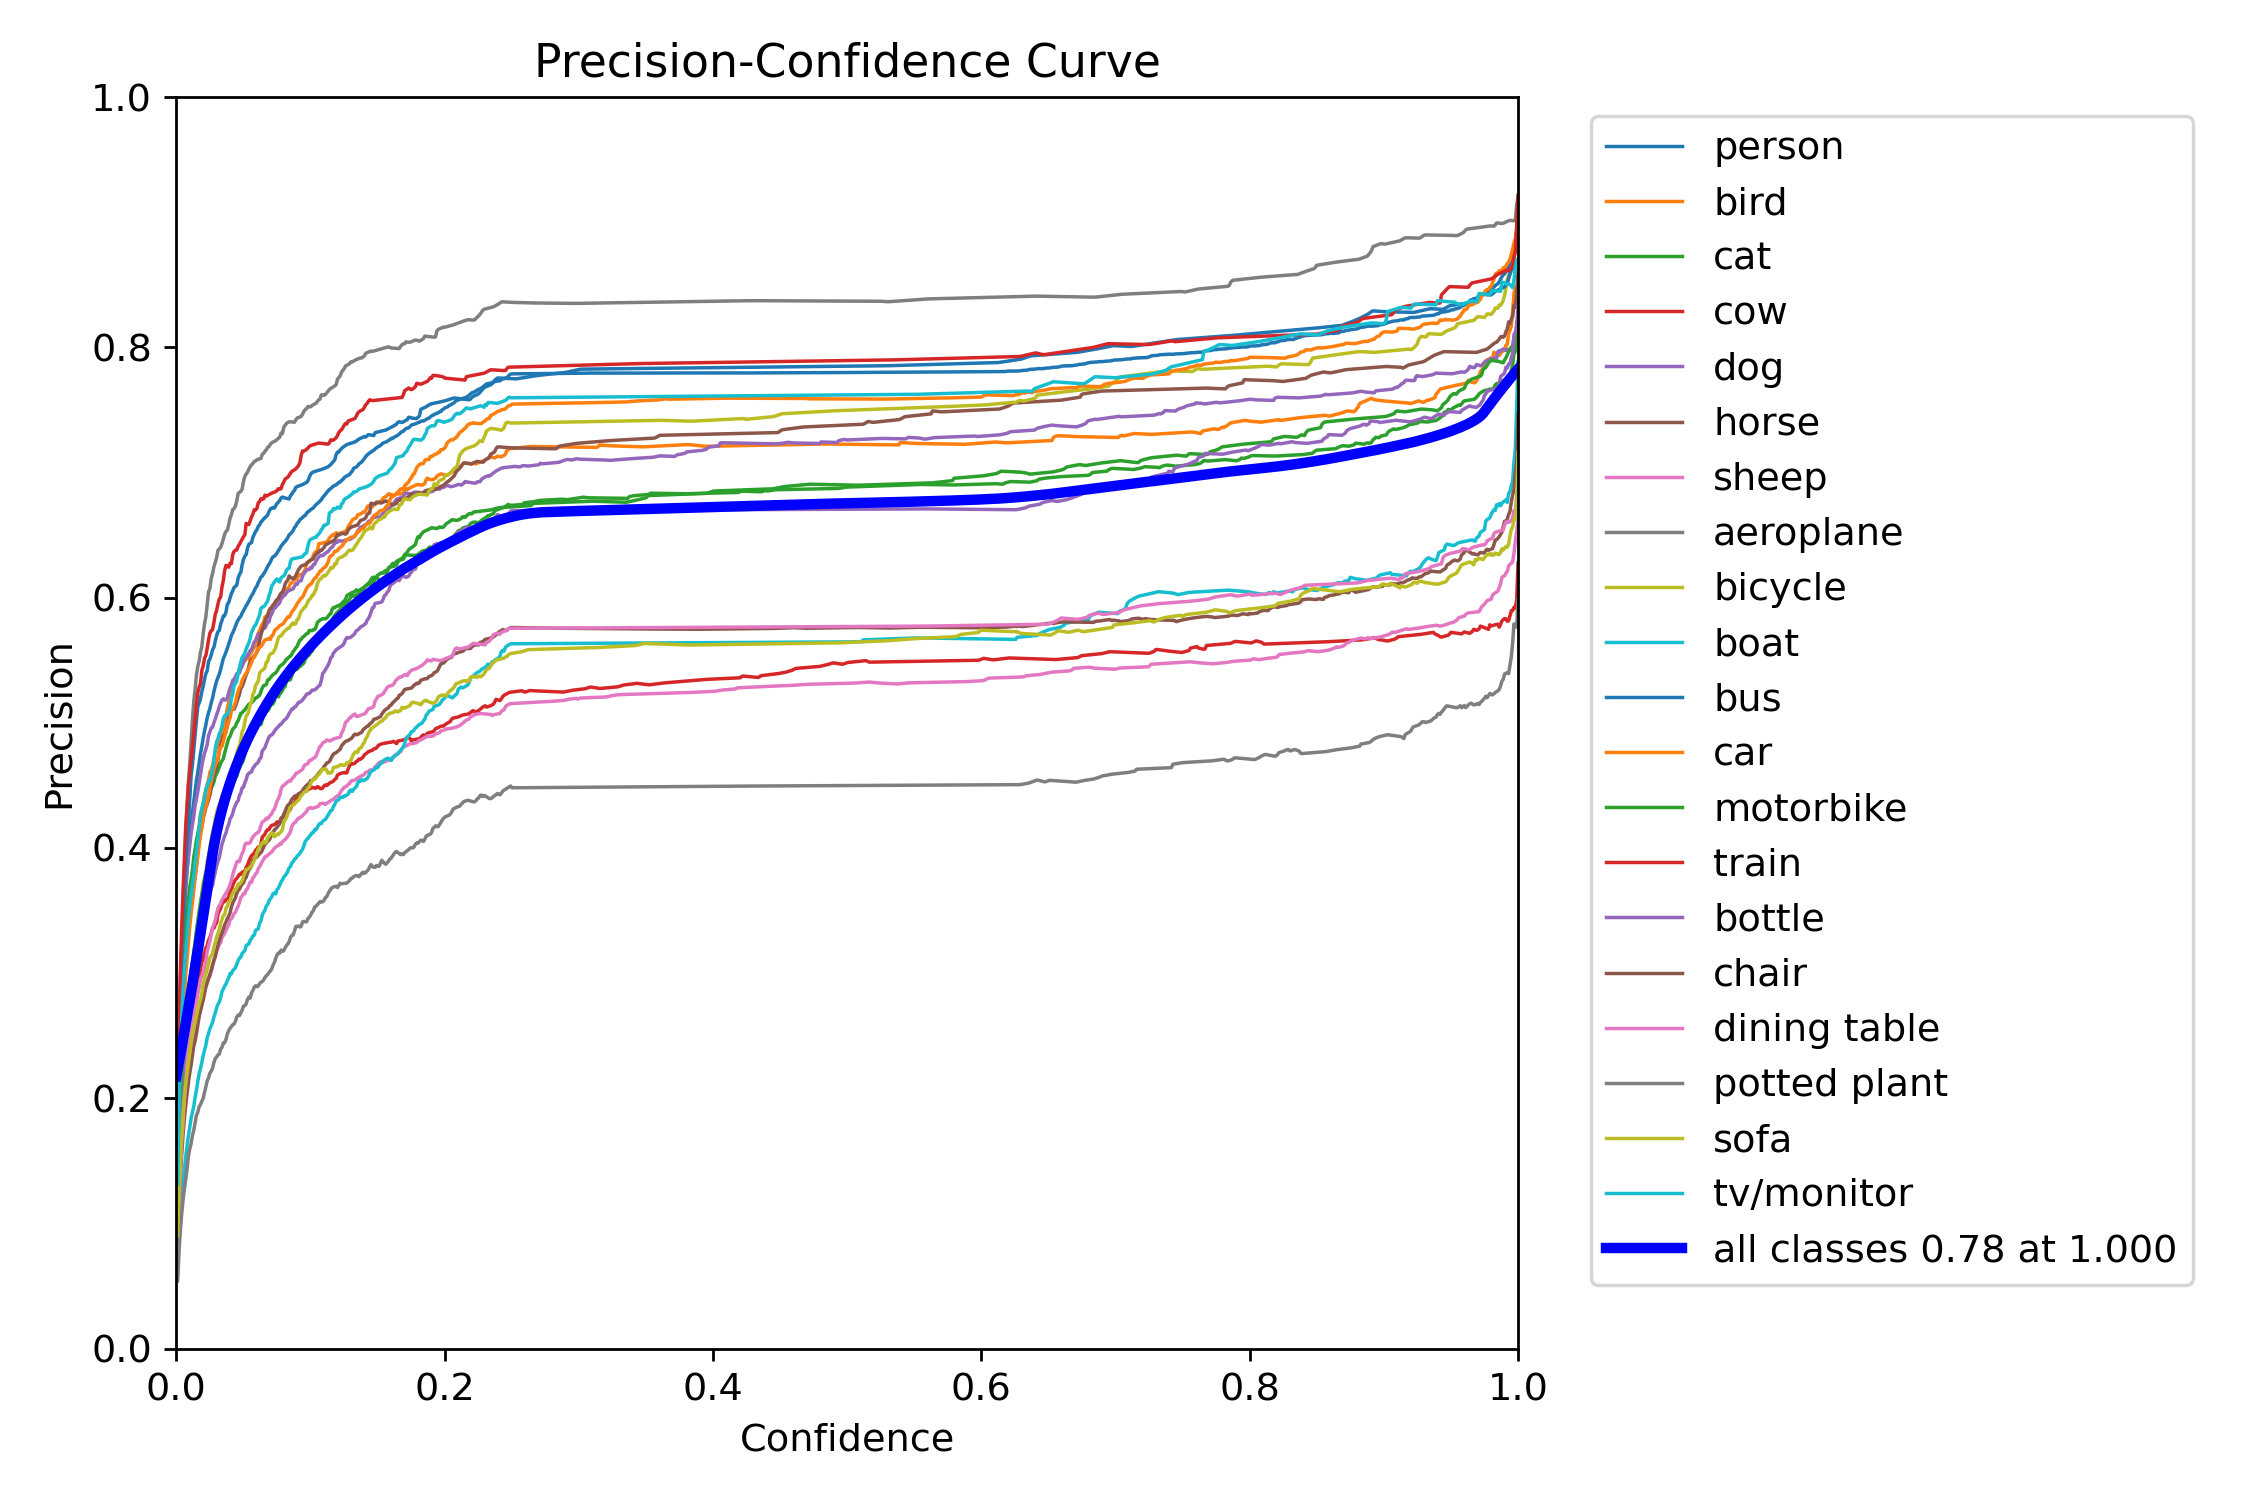 Precision-Confidence Curve
1.0
0.8
0.6
0.4
0.2
0.0
Precision
0.0 0.2 0.4 0.6 0.8 1.0
Confidence
person
bird
cat
cow
dog
horse
sheep
aeroplane
bicycle
boat
bus
car
motorbike
train
bottle
chair
dining table
potted plant
sofa
tv/monitor
all classes 0.78 at 1.000